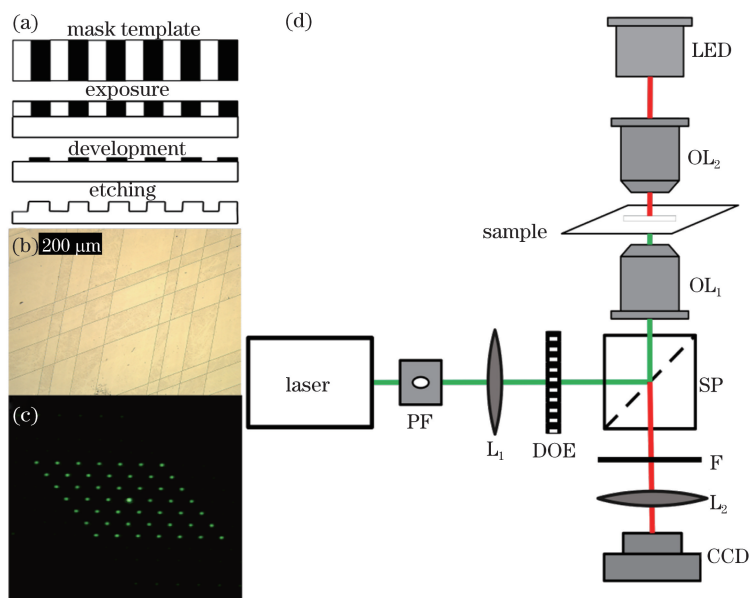 (a)
mask template
exposure
development
etching
(b) 200 μm
(c)
(d)
LED
OL₂
sample
OL₁
laser
PF
L₁
DOE
SP
F
L₂
CCD